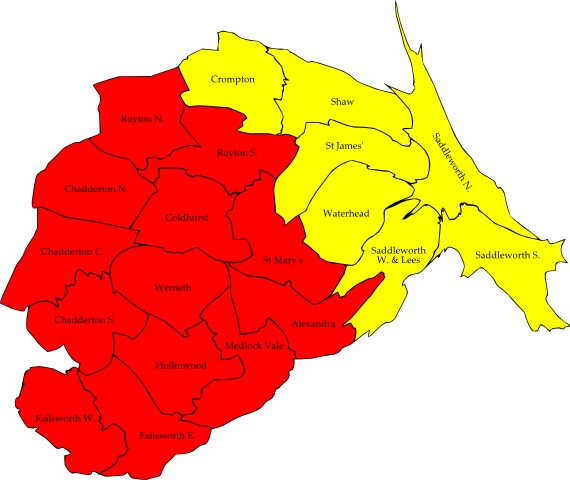 Crompton
Shaw
Royton N.
St James'
Royton S.
Saddleworth N.
Chadderton N.
Coldhurst
Waterhead
Chadderton C.
St Mary's
Saddleworth
W. & Lees
Saddleworth S.
Werneth
Chadderton S.
Alexandra
Medlock Vale
Hollinwood
Failsworth W.
Failsworth E.